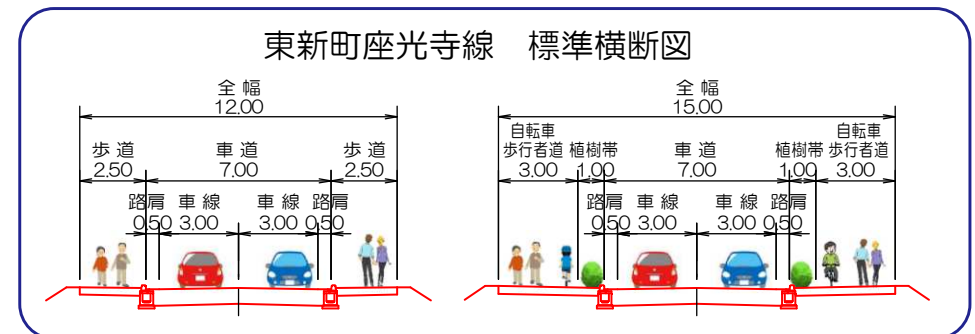 東新町座光寺線　標準横断図
全 幅
12.00
歩 道 車 道 歩 道
2.50 7.00 2.50
路肩 車 線 車 線 路肩
0.50 3.00 3.00 0.50
全 幅
15.00
自転車 自転車
歩行者道 植樹帯 車 道 植樹帯 歩行者道
3.00 1.00 7.00 1.00 3.00
路肩 車 線 車 線 路肩
0.50 3.00 3.00 0.50